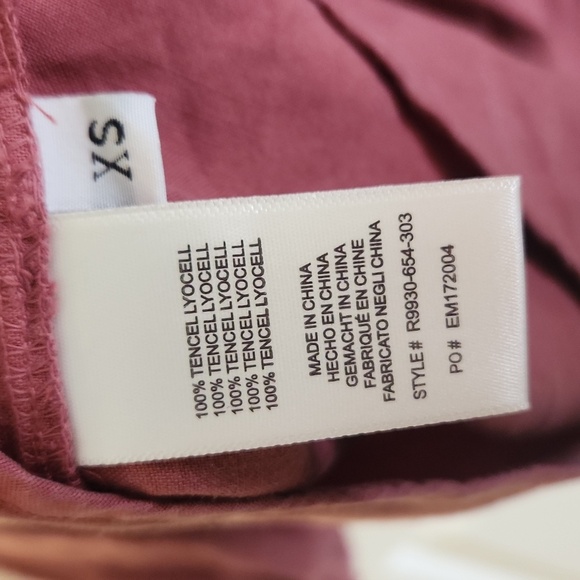 XS
100% TENCEL LYOCELL
100% TENCEL LYOCELL
100% TENCEL LYOCELL
100% TENCEL LYOCELL
100% TENCEL LYOCELL
MADE IN CHINA
HECHO EN CHINA
GEMACHT IN CHINA
FABRIQUÉ EN CHINE
FABRICATO NEGLI CHINA
STYLE# R9930-654-303
PO# EM172004